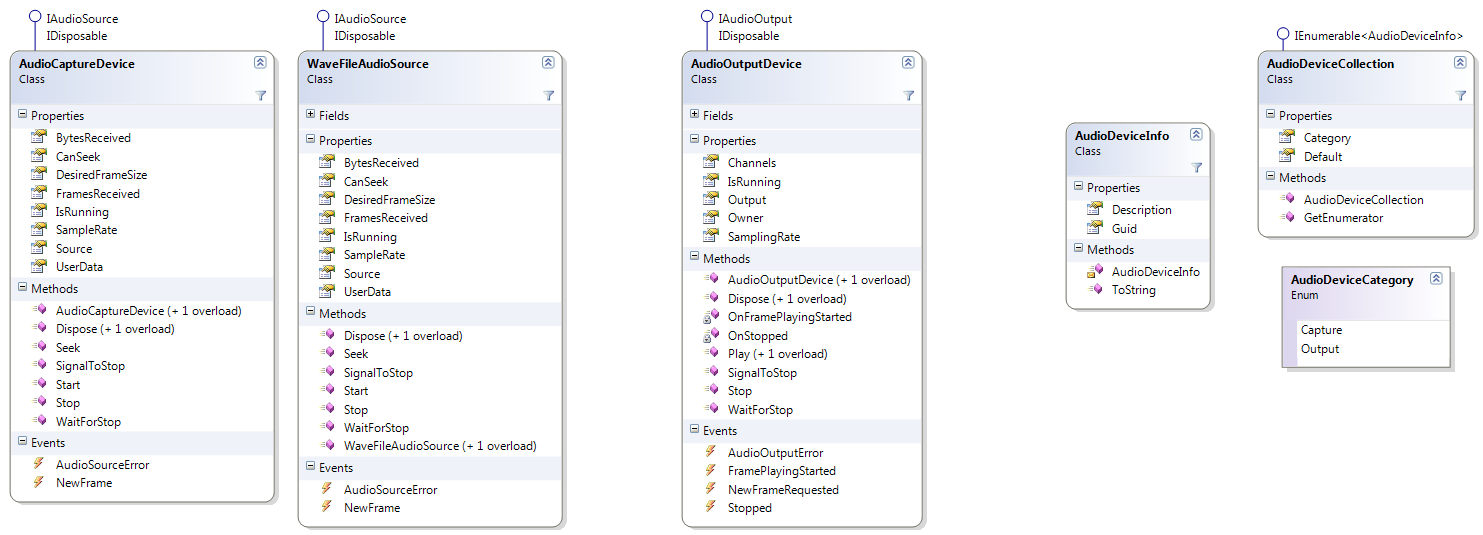 IAudioSource
IDisposable
AudioCaptureDevice
Class
Properties
BytesReceived
CanSeek
DesiredFrameSize
FramesReceived
IsRunning
SampleRate
Source
UserData
Methods
AudioCaptureDevice (+ 1 overload)
Dispose (+ 1 overload)
Seek
SignalToStop
Start
Stop
WaitForStop
Events
AudioSourceError
NewFrame
IAudioSource
IDisposable
WaveFileAudioSource
Class
Fields
Properties
BytesReceived
CanSeek
DesiredFrameSize
FramesReceived
IsRunning
SampleRate
Source
UserData
Methods
Dispose (+ 1 overload)
Seek
SignalToStop
Start
Stop
WaitForStop
WaveFileAudioSource (+ 1 overload)
Events
AudioSourceError
NewFrame
IAudioOutput
IDisposable
AudioOutputDevice
Class
Fields
Properties
Channels
IsRunning
Output
Owner
SamplingRate
Methods
AudioOutputDevice (+ 1 overload)
Dispose (+ 1 overload)
OnFramePlayingStarted
OnStopped
Play (+ 1 overload)
SignalToStop
Stop
WaitForStop
Events
AudioOutputError
FramePlayingStarted
NewFrameRequested
Stopped
AudioDeviceInfo
Class
Properties
Description
Guid
Methods
AudioDeviceInfo
ToString
IEnumerable<AudioDeviceInfo>
AudioDeviceCollection
Class
Properties
Category
Default
Methods
AudioDeviceCollection
GetEnumerator
AudioDeviceCategory
Enum
Capture
Output